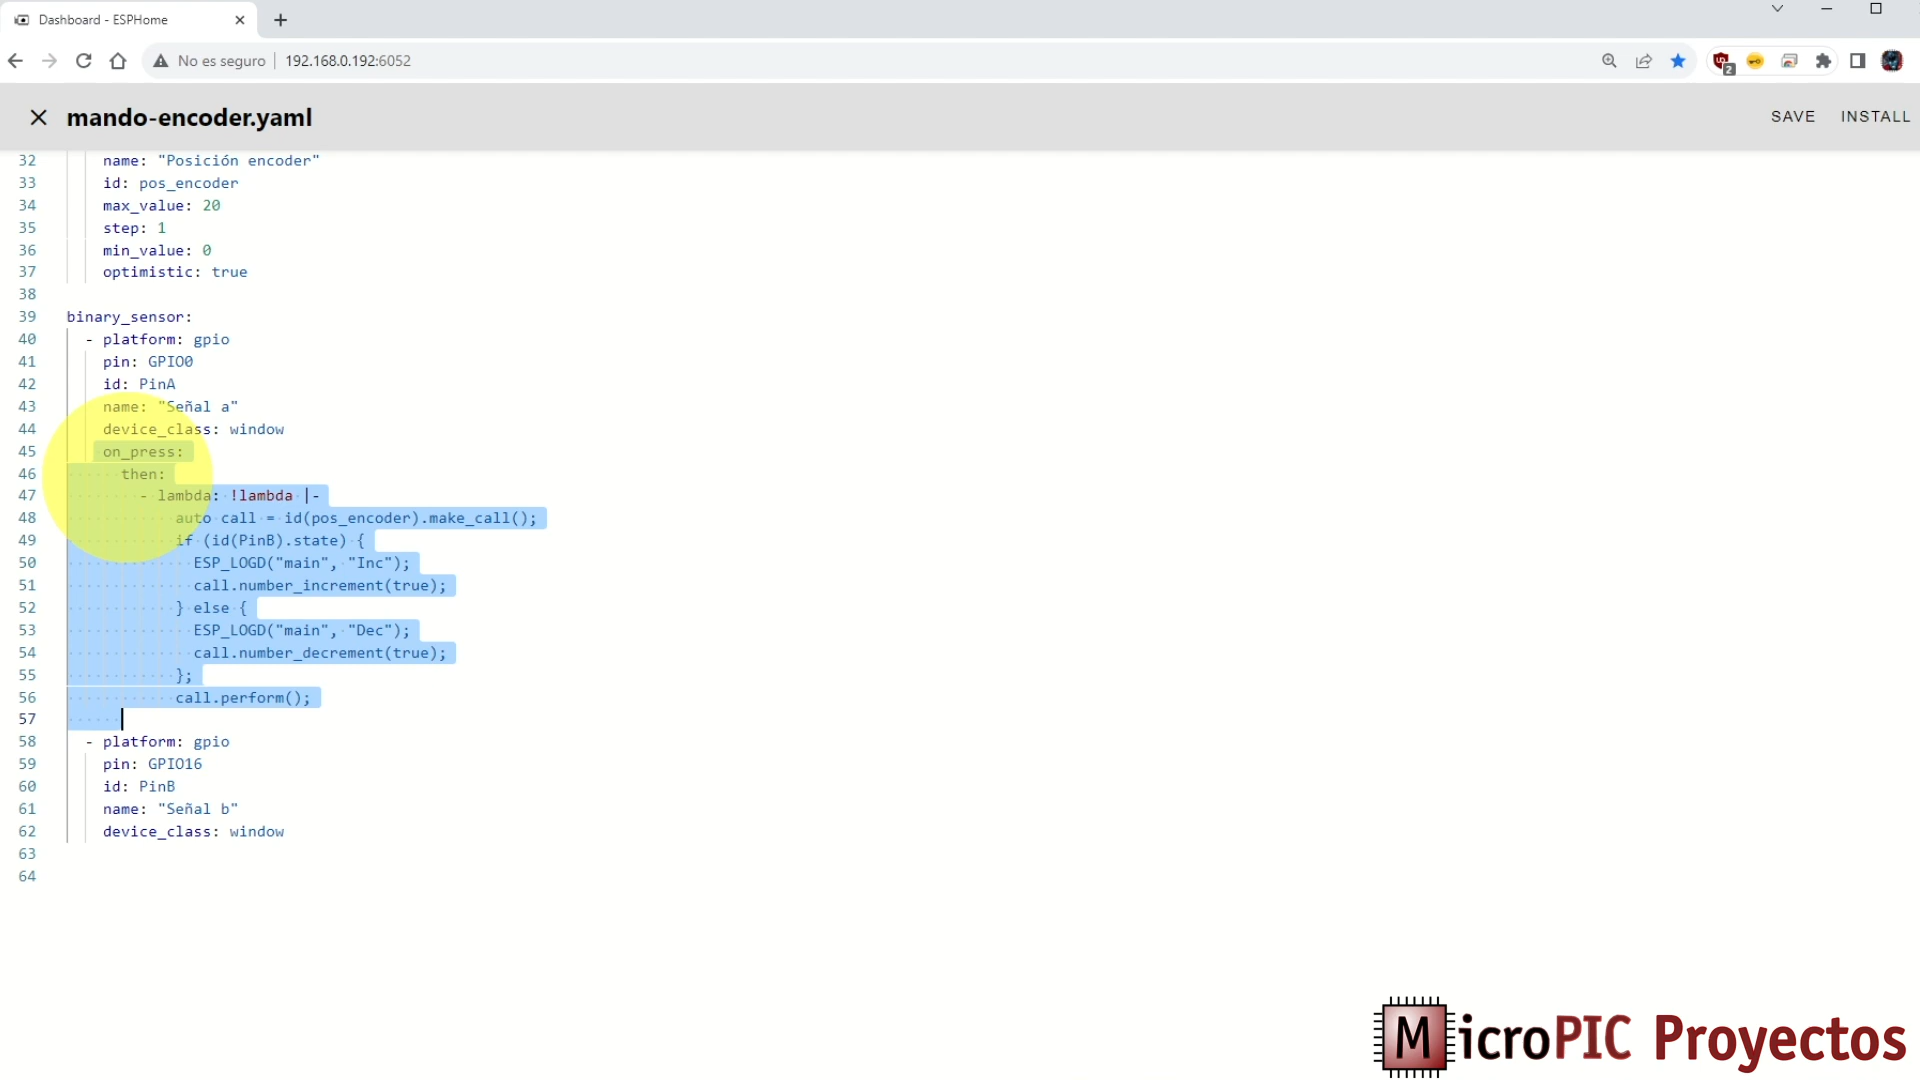 Dashboard - ESPHome
No es seguro 192.168.0.192:6052
2
mando-encoder.yaml
SAVE INSTALL
32 name: "Posición encoder"
33 id: pos_encoder
34 max_value: 20
35 step: 1
36 min_value: 0
37 optimistic: true
38
39 binary_sensor:
40 - platform: gpio
41 pin: GPIO0
42 id: PinA
43 name: "Señal a"
44 device_class: window
45 on_press:
46 then:
47 - lambda: !lambda |-
48 auto call = id(pos_encoder).make_call();
49 if (id(PinB).state) {
50 ESP_LOGD("main", "Inc");
51 call.number_increment(true);
52 } else {
53 ESP_LOGD("main", "Dec");
54 call.number_decrement(true);
55 };
56 call.perform();
57
58 - platform: gpio
59 pin: GPIO16
60 id: PinB
61 name: "Señal b"
62 device_class: window
63
64
MicroPIC Proyectos